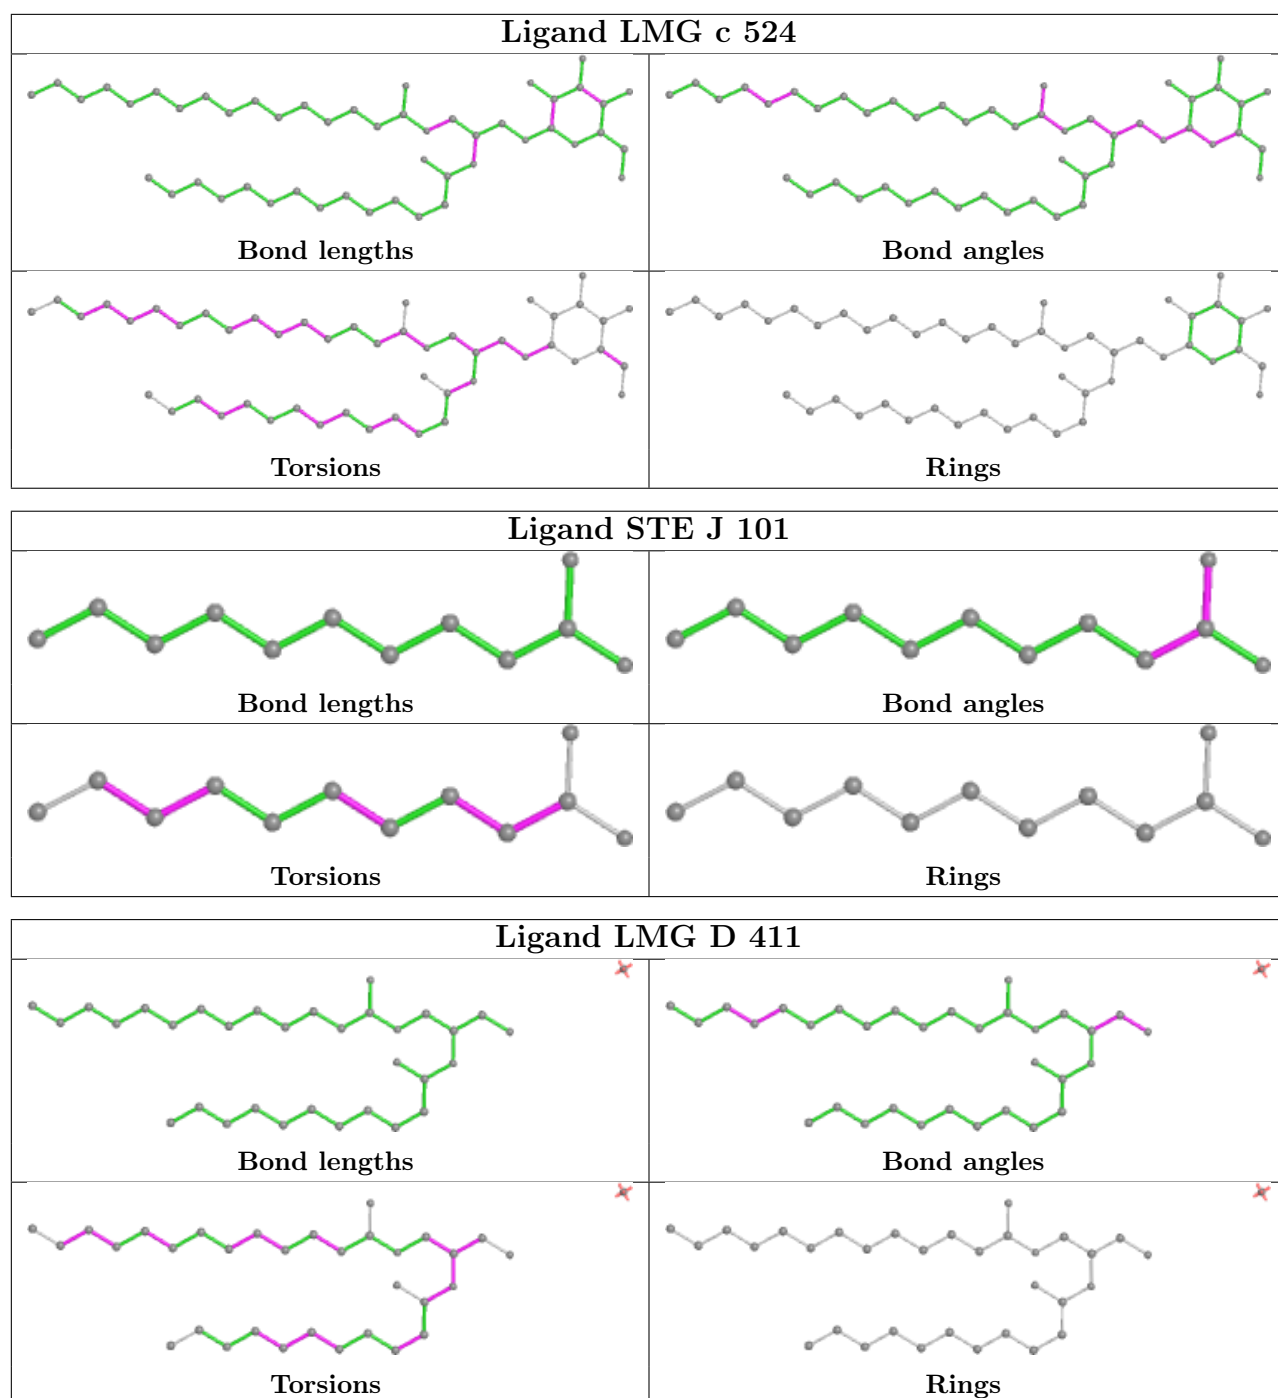 Ligand LMG c 524
Bond lengths
Bond angles
Torsions
Rings
Ligand STE J 101
Bond lengths
Bond angles
Torsions
Rings
Ligand LMG D 411
Bond lengths
Bond angles
Torsions
Rings